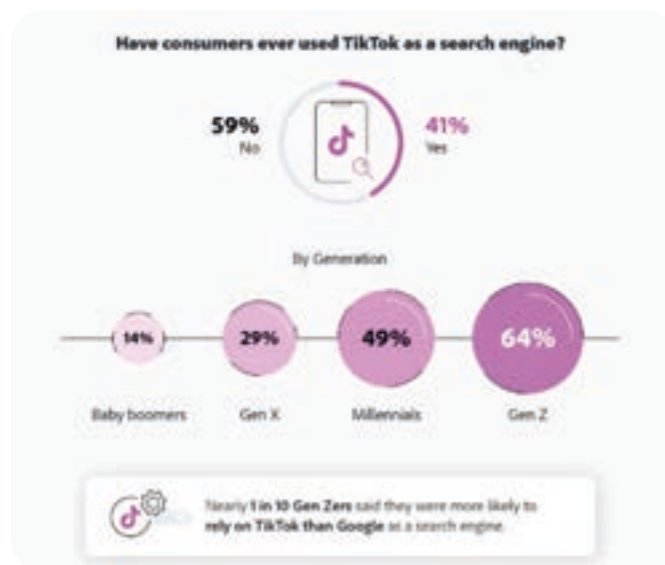 Have consumers ever used TikTok as a search engine?
59%
No
41%
Yes
By Generation
14%
29%
49%
64%
Baby boomers
Gen X
Millennials
Gen Z
Nearly 1 in 10 Gen Zers said they were more likely to
rely on TikTok than Google as a search engine.